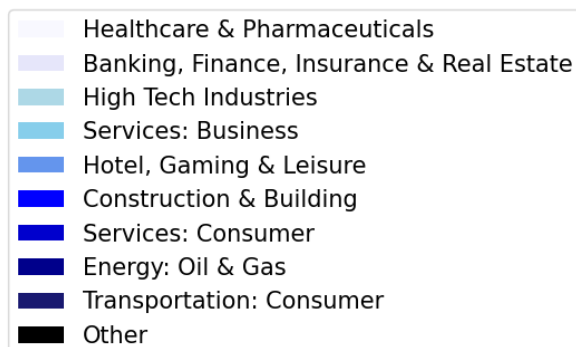 Healthcare & Pharmaceuticals
Banking, Finance, Insurance & Real Estate
High Tech Industries
Services: Business
Hotel, Gaming & Leisure
Construction & Building
Services: Consumer
Energy: Oil & Gas
Transportation: Consumer
Other